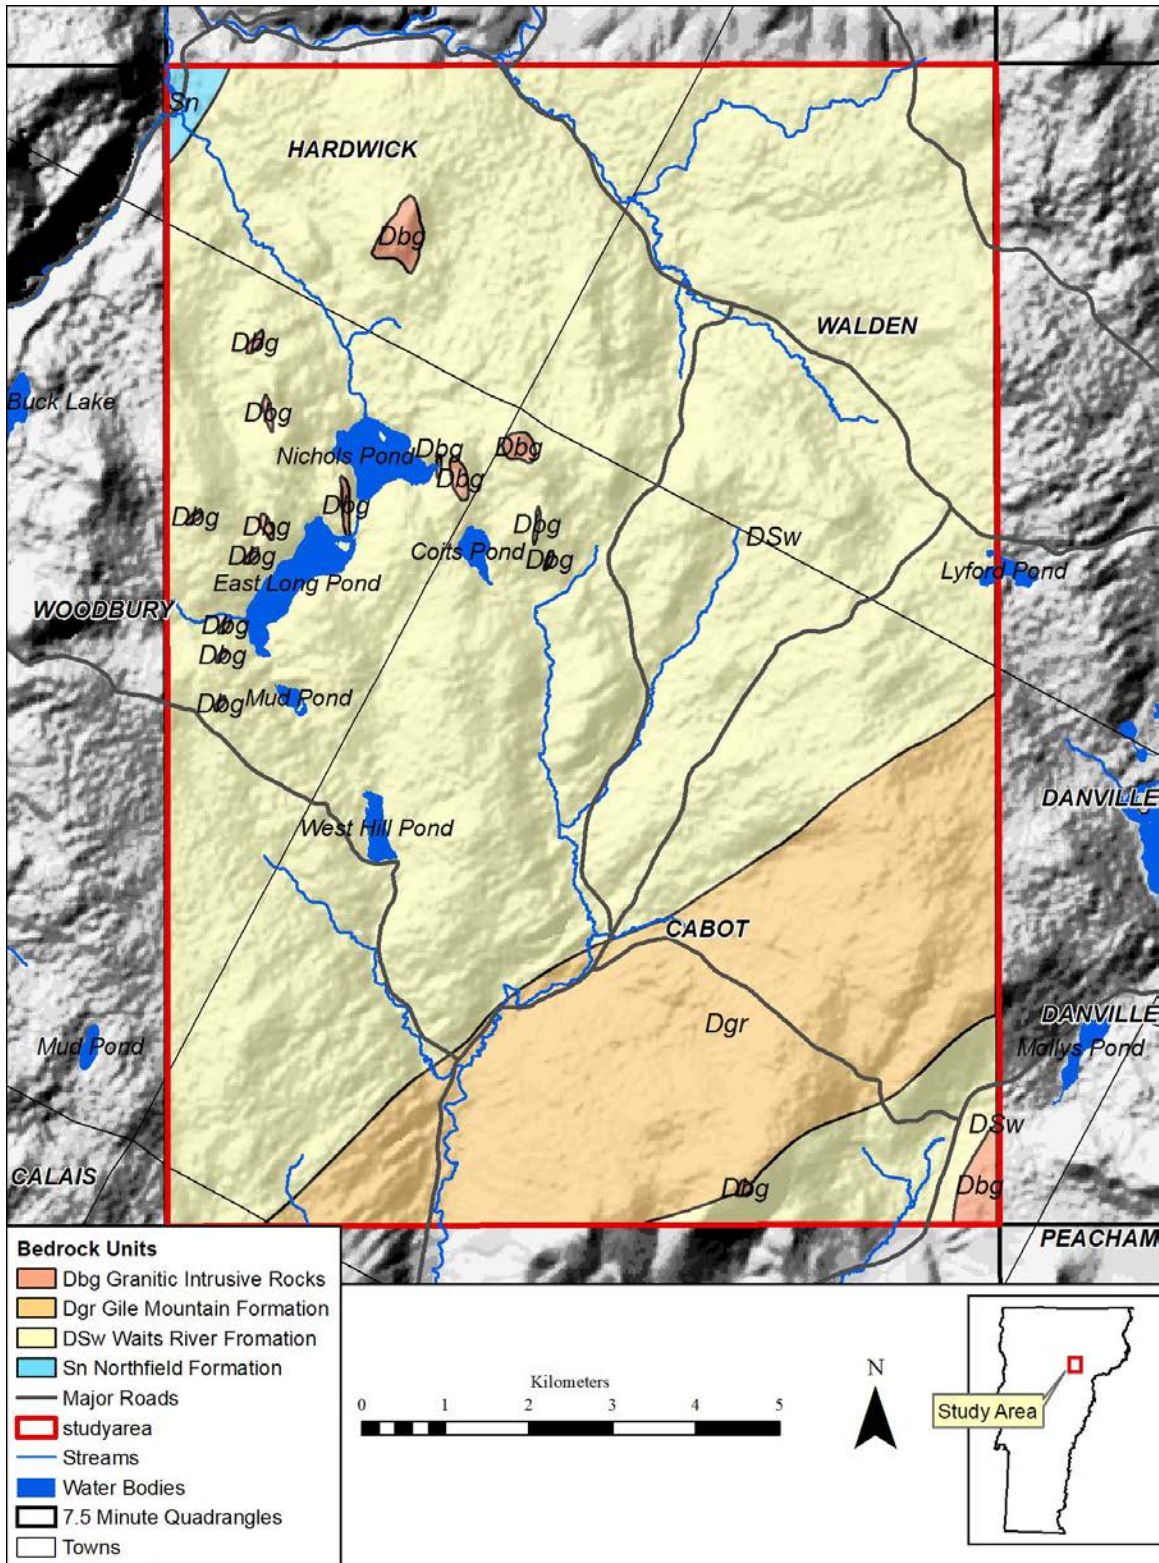 Sn
HARDWICK
Dbg
WALDEN
Dbg
Buck Lake
Dbg
Nichols Pond
Dbg
Dbg
Dbg
Dbg
Dbg
Dbg
Dbg
Dbg
Coits Pond
DSw
Dbg
Dbg
East Long Pond
Lyford Pond
WOODBURY
Dbg
Dbg
Dbg
Mud Pond
DANVILLE
West Hill Pond
CABOT
DANVILLE
Dgr
Mud Pond
Mollys Pond
DSw
CALAIS
Dbg
Dbg
PEACHAM
Bedrock Units
Dbg Granitic Intrusive Rocks
Dgr Gile Mountain Formation
DSw Waits River Fromation
Sn Northfield Formation
Major Roads
studyarea
Streams
Water Bodies
7.5 Minute Quadrangles
Towns
Kilometers
0 1 2 3 4 5
N
Study Area